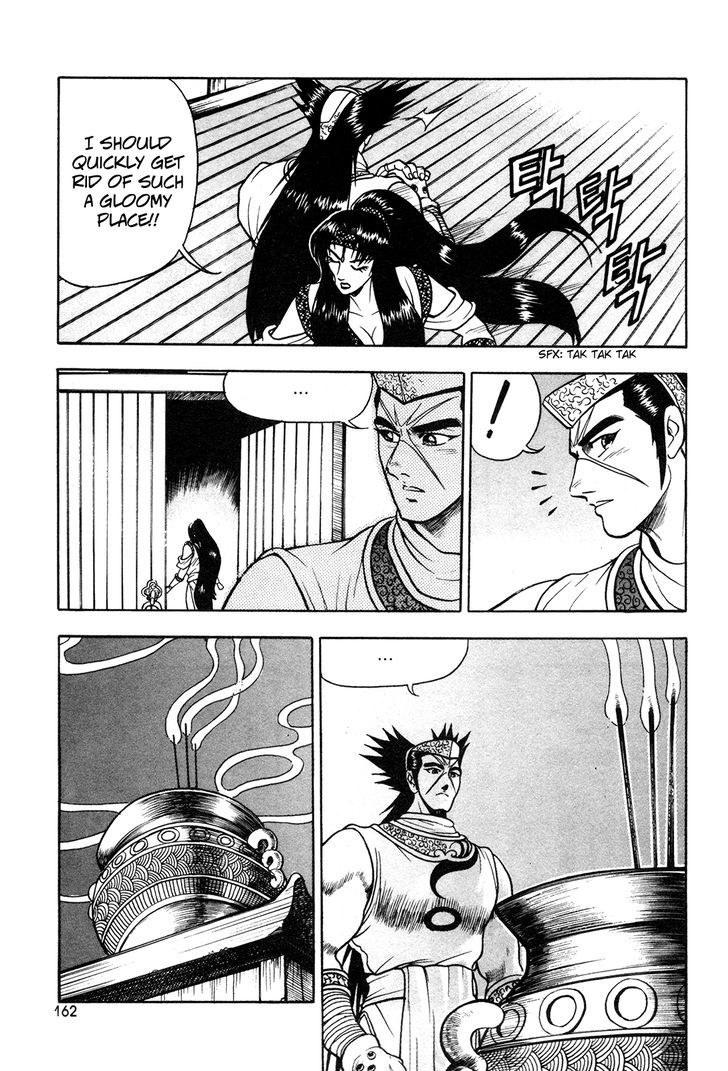 I SHOULD
QUICKLY GET
RID OF SUCH
A GLOOMY
PLACE!!
탁 탁 탁
SFX: TAK TAK TAK
...
!
...
162